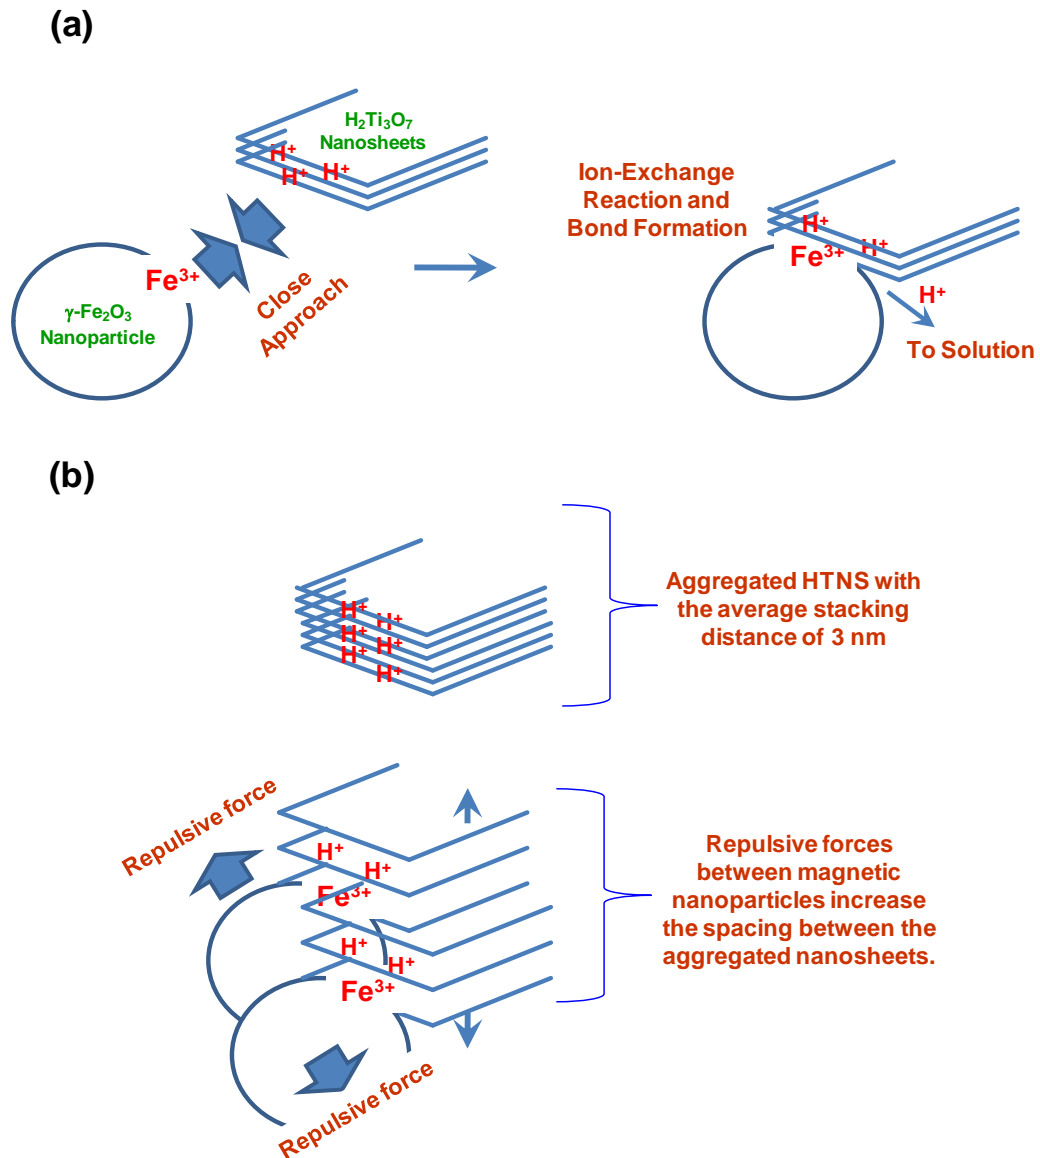 (a)
H₂Ti₃O₇
Nanosheets
H⁺
H⁺
H⁺
Fe³⁺
γ-Fe₂O₃
Nanoparticle
Close
Approach
Ion-Exchange
Reaction and
Bond Formation
H⁺
H⁺
Fe³⁺
H⁺
To Solution
(b)
H⁺
H⁺
H⁺
H⁺
H⁺
H⁺
Aggregated HTNS with
the average stacking
distance of 3 nm
Repulsive force
H⁺
H⁺
Fe³⁺
H⁺
H⁺
Fe³⁺
Repulsive force
Repulsive forces
between magnetic
nanoparticles increase
the spacing between the
aggregated nanosheets.